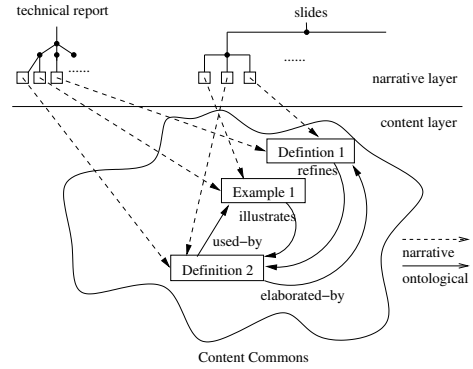 technical report
slides
......
......
narrative layer
content layer
Defintion 1
refines
Example 1
illustrates
used-by
Definition 2
elaborated-by
narrative
ontological
Content Commons